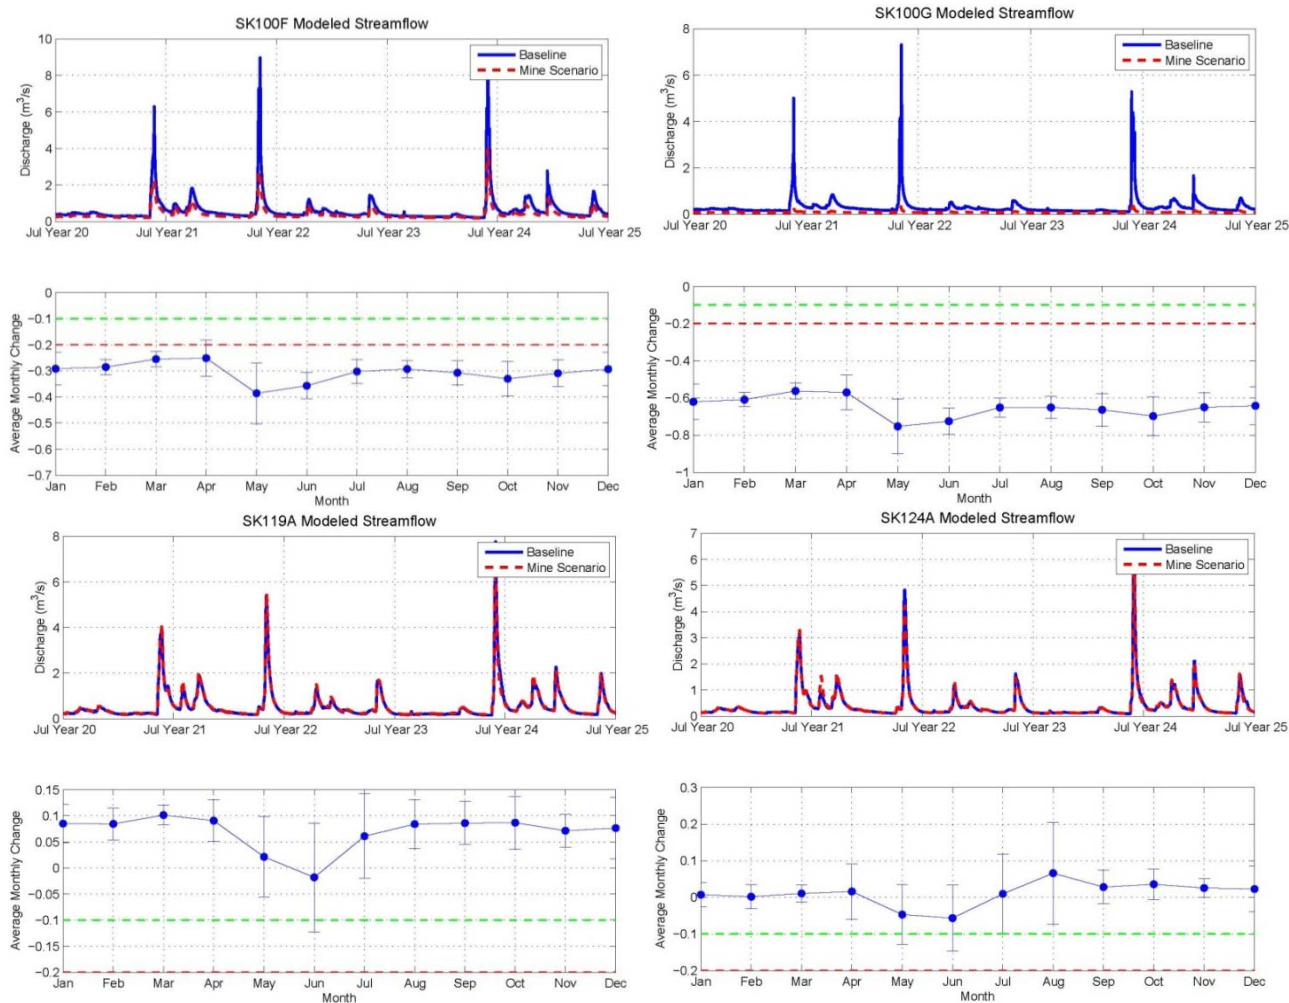 SK100F Modeled Streamflow
10
8
6
4
2
0
Discharge (m³/s)
Baseline
Mine Scenario
Jul Year 20
Jul Year 21
Jul Year 22
Jul Year 23
Jul Year 24
Jul Year 25
0
−0.1
−0.2
−0.3
−0.4
−0.5
−0.6
−0.7
Average Monthly Change
Jan Feb Mar Apr May Jun Jul Aug Sep Oct Nov Dec
Month
SK100G Modeled Streamflow
8
6
4
2
0
Discharge (m³/s)
Baseline
Mine Scenario
Jul Year 20
Jul Year 21
Jul Year 22
Jul Year 23
Jul Year 24
Jul Year 25
0
−0.2
−0.4
−0.6
−0.8
−1
Average Monthly Change
Jan Feb Mar Apr May Jun Jul Aug Sep Oct Nov Dec
Month
SK119A Modeled Streamflow
8
6
4
2
0
Discharge (m³/s)
Baseline
Mine Scenario
Jul Year 20
Jul Year 21
Jul Year 22
Jul Year 23
Jul Year 24
Jul Year 25
0.15
0.1
0.05
0
−0.05
−0.1
−0.15
−0.2
Average Monthly Change
Jan Feb Mar Apr May Jun Jul Aug Sep Oct Nov Dec
Month
SK124A Modeled Streamflow
7
6
5
4
3
2
1
0
Discharge (m³/s)
Baseline
Mine Scenario
Jul Year 20
Jul Year 21
Jul Year 22
Jul Year 23
Jul Year 24
Jul Year 25
0.3
0.2
0.1
0
−0.1
−0.2
Average Monthly Change
Jan Feb Mar Apr May Jun Jul Aug Sep Oct Nov Dec
Month